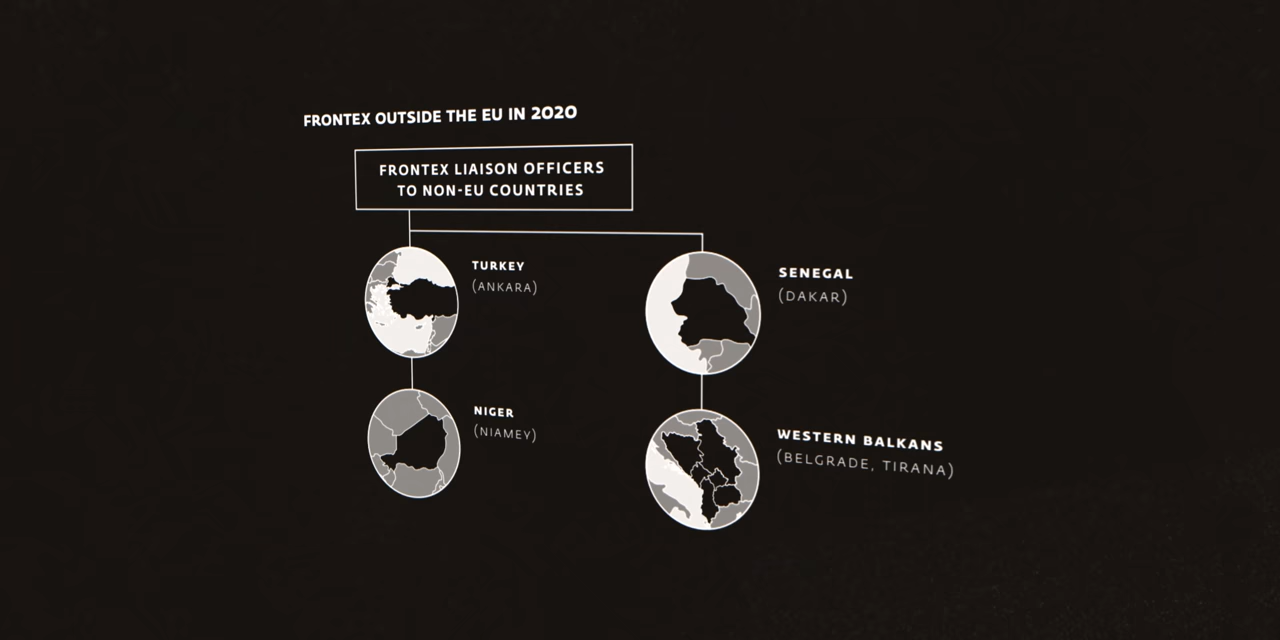 FRONTEX OUTSIDE THE EU IN 2020
FRONTEX LIAISON OFFICERS
TO NON-EU COUNTRIES
TURKEY
(ANKARA)
SENEGAL
(DAKAR)
NIGER
(NIAMEY)
WESTERN BALKANS
(BELGRADE, TIRANA)